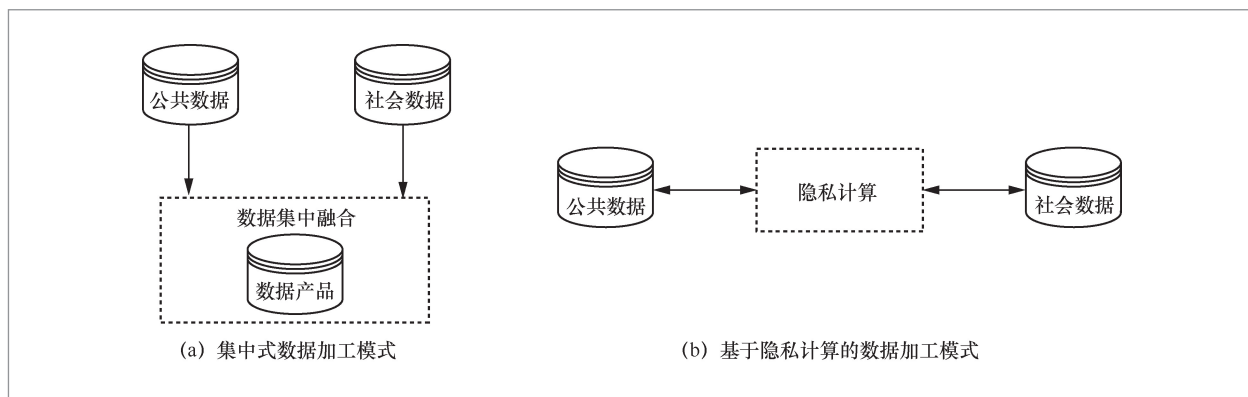 公共数据
社会数据
数据集中融合
数据产品
(a) 集中式数据加工模式
公共数据
隐私计算
社会数据
(b) 基于隐私计算的数据加工模式